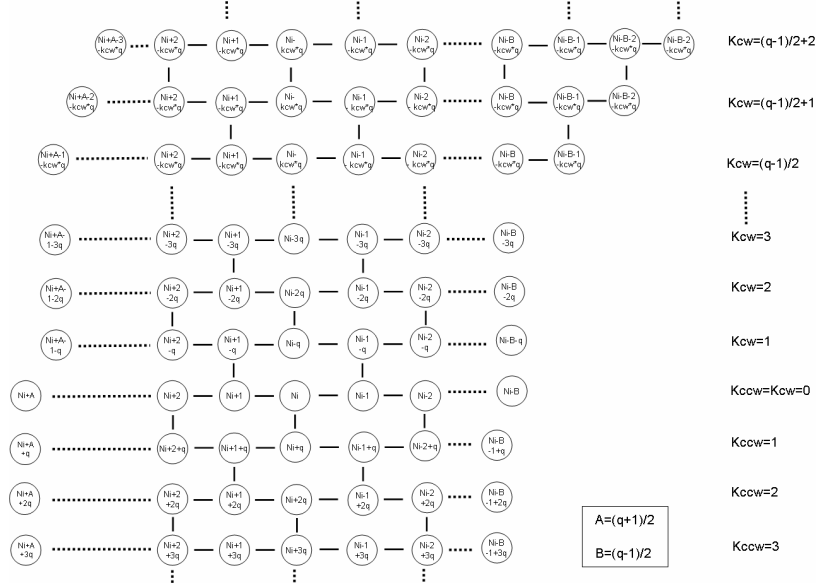 Ni+A-3 -kcw*q Ni+2 -kcw*q Ni+1 -kcw*q Ni- kcw*q Ni-1 -kcw*q Ni-2 -kcw*q Ni-B -kcw*q Ni-B-1 -kcw*q Ni-B-2 -kcw*q Ni-B-2 -kcw*q Kcw=(q-1)/2+2
Ni+A-2 -kcw*q Ni+2 -kcw*q Ni+1 -kcw*q Ni- kcw*q Ni-1 -kcw*q Ni-2 - kcw*q Ni-B -kcw*q Ni-B-1 -kcw*q Ni-B-2 -kcw*q Kcw=(q-1)/2+1
Ni+A-1 -kcw*q Ni+2 -kcw*q Ni+1 -kcw*q Ni- kcw*q Ni-1 -kcw*q Ni-2 -kcw*q Ni-B -kcw*q Ni-B-1 -kcw*q Kcw=(q-1)/2
Ni+A- 1-3q Ni+2 -3q Ni+1 -3q Ni-3q Ni-1 -3q Ni-2 -3q Ni-B -3q Kcw=3
Ni+A- 1-2q Ni+2 -2q Ni+1 -2q Ni-2q Ni-1 -2q Ni-2 -2q Ni-B -2q Kcw=2
Ni+A- 1-q Ni+2 -q Ni+1 -q Ni-q Ni-1 -q Ni-2 -q Ni-B-q Kcw=1
Ni+A Ni+2 Ni+1 Ni Ni-1 Ni-2 Ni-B Kccw=Kcw=0
Ni+A +q Ni+2+q Ni+1+q Ni+q Ni-1+q Ni-2+q Ni-B -1+q Kccw=1
Ni+A +2q Ni+2 +2q Ni+1 +2q Ni+2q Ni-1 +2q Ni-2 +2q Ni-B -1+2q Kccw=2
Ni+A +3q Ni+2 +3q Ni+1 +3q Ni+3q Ni-1 +3q Ni-2 +3q Ni-B -1+3q Kccw=3
A=(q+1)/2
B=(q-1)/2